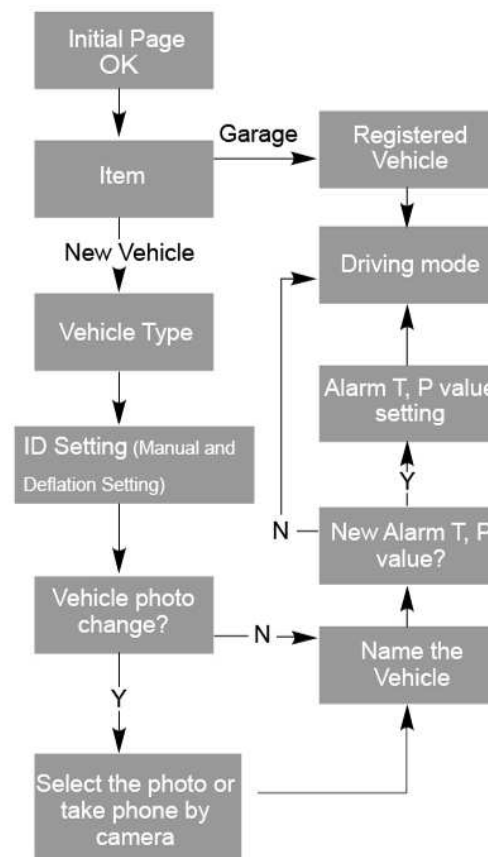 Initial Page
OK
Garage
Item
Registered
Vehicle
New Vehicle
Driving mode
Vehicle Type
Alarm T, P value
setting
ID Setting (Manual and
Deflation Setting)
Y
N
New Alarm T, P
value?
Vehicle photo
change?
N
Name the
Vehicle
Y
Select the photo or
take phone by
camera